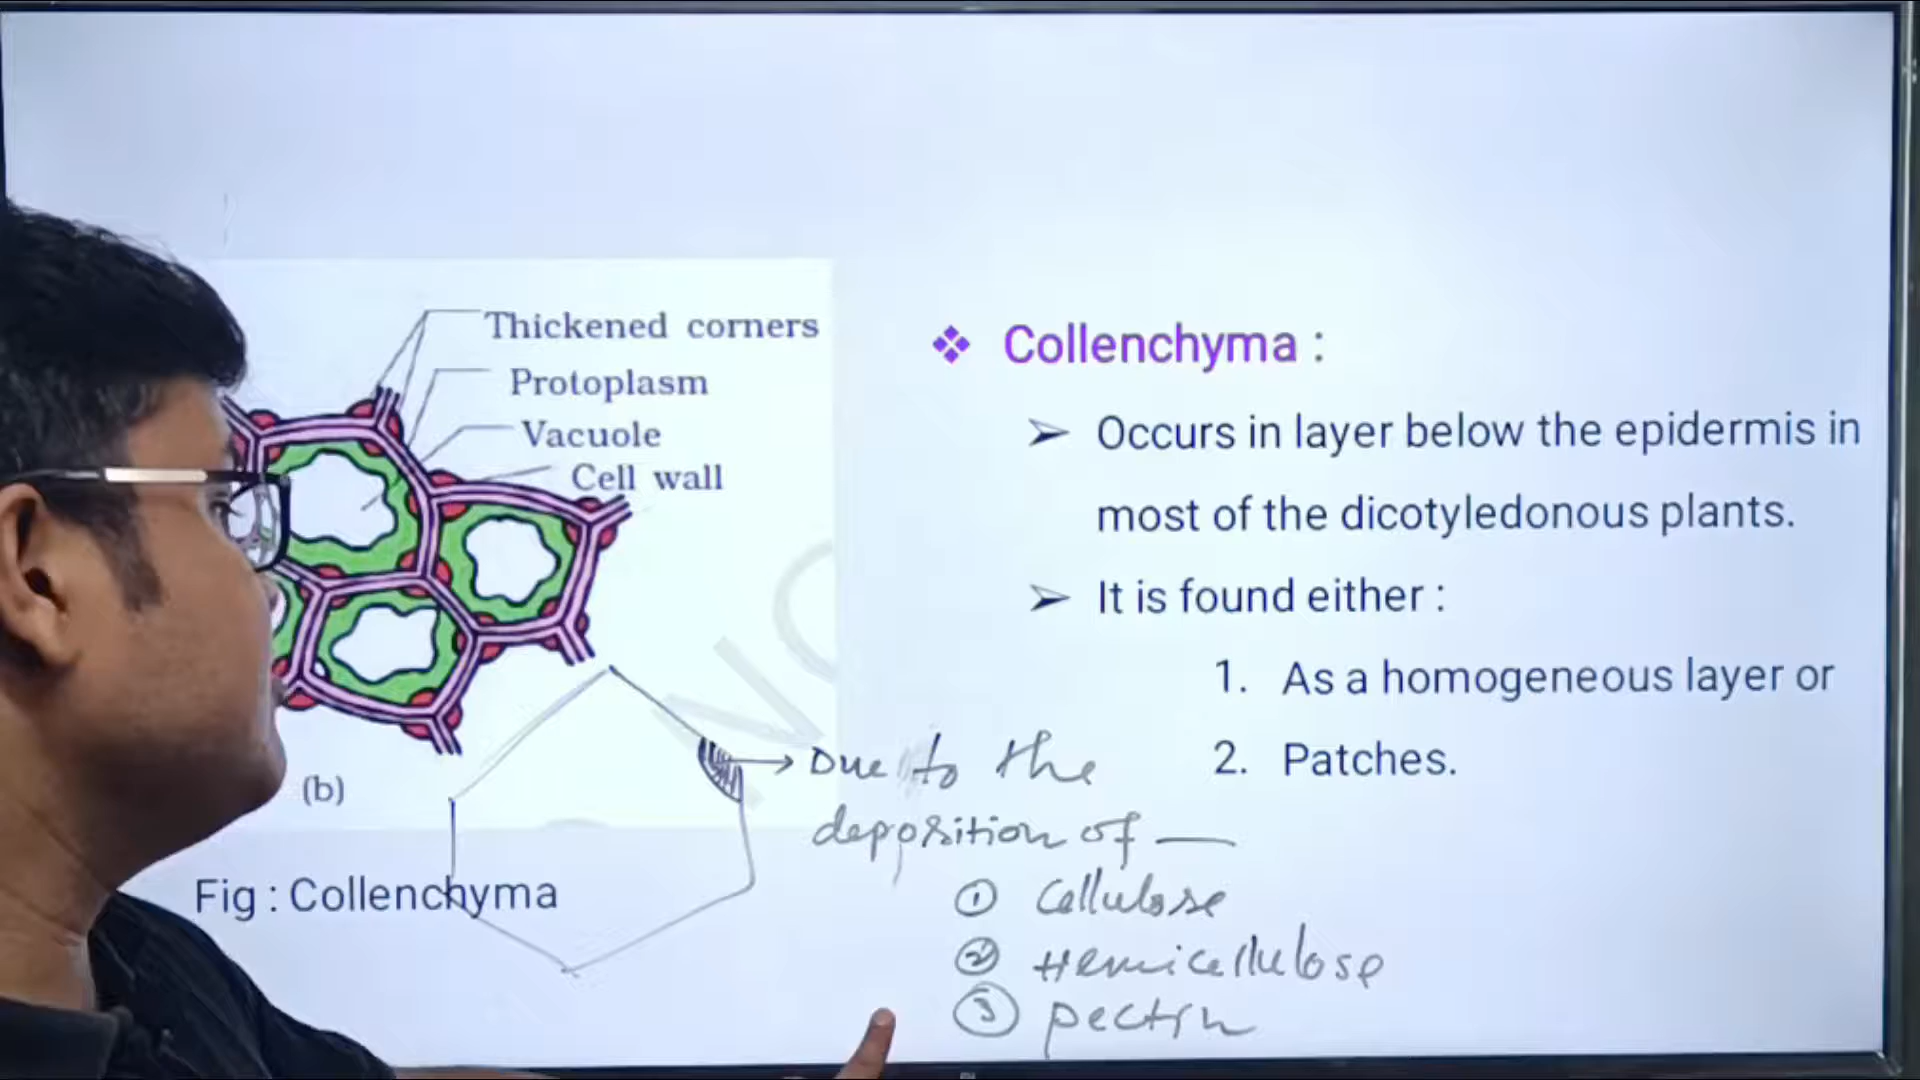 Thickened corners
Protoplasm
Vacuole
Cell wall
(b)
Fig : Collenchyma
Collenchyma :
Occurs in layer below the epidermis in
most of the dicotyledonous plants.
It is found either :
1. As a homogeneous layer or
2. Patches.
Due to the
deposition of —
① Cellulose
② Hemicellulose
③ pectin